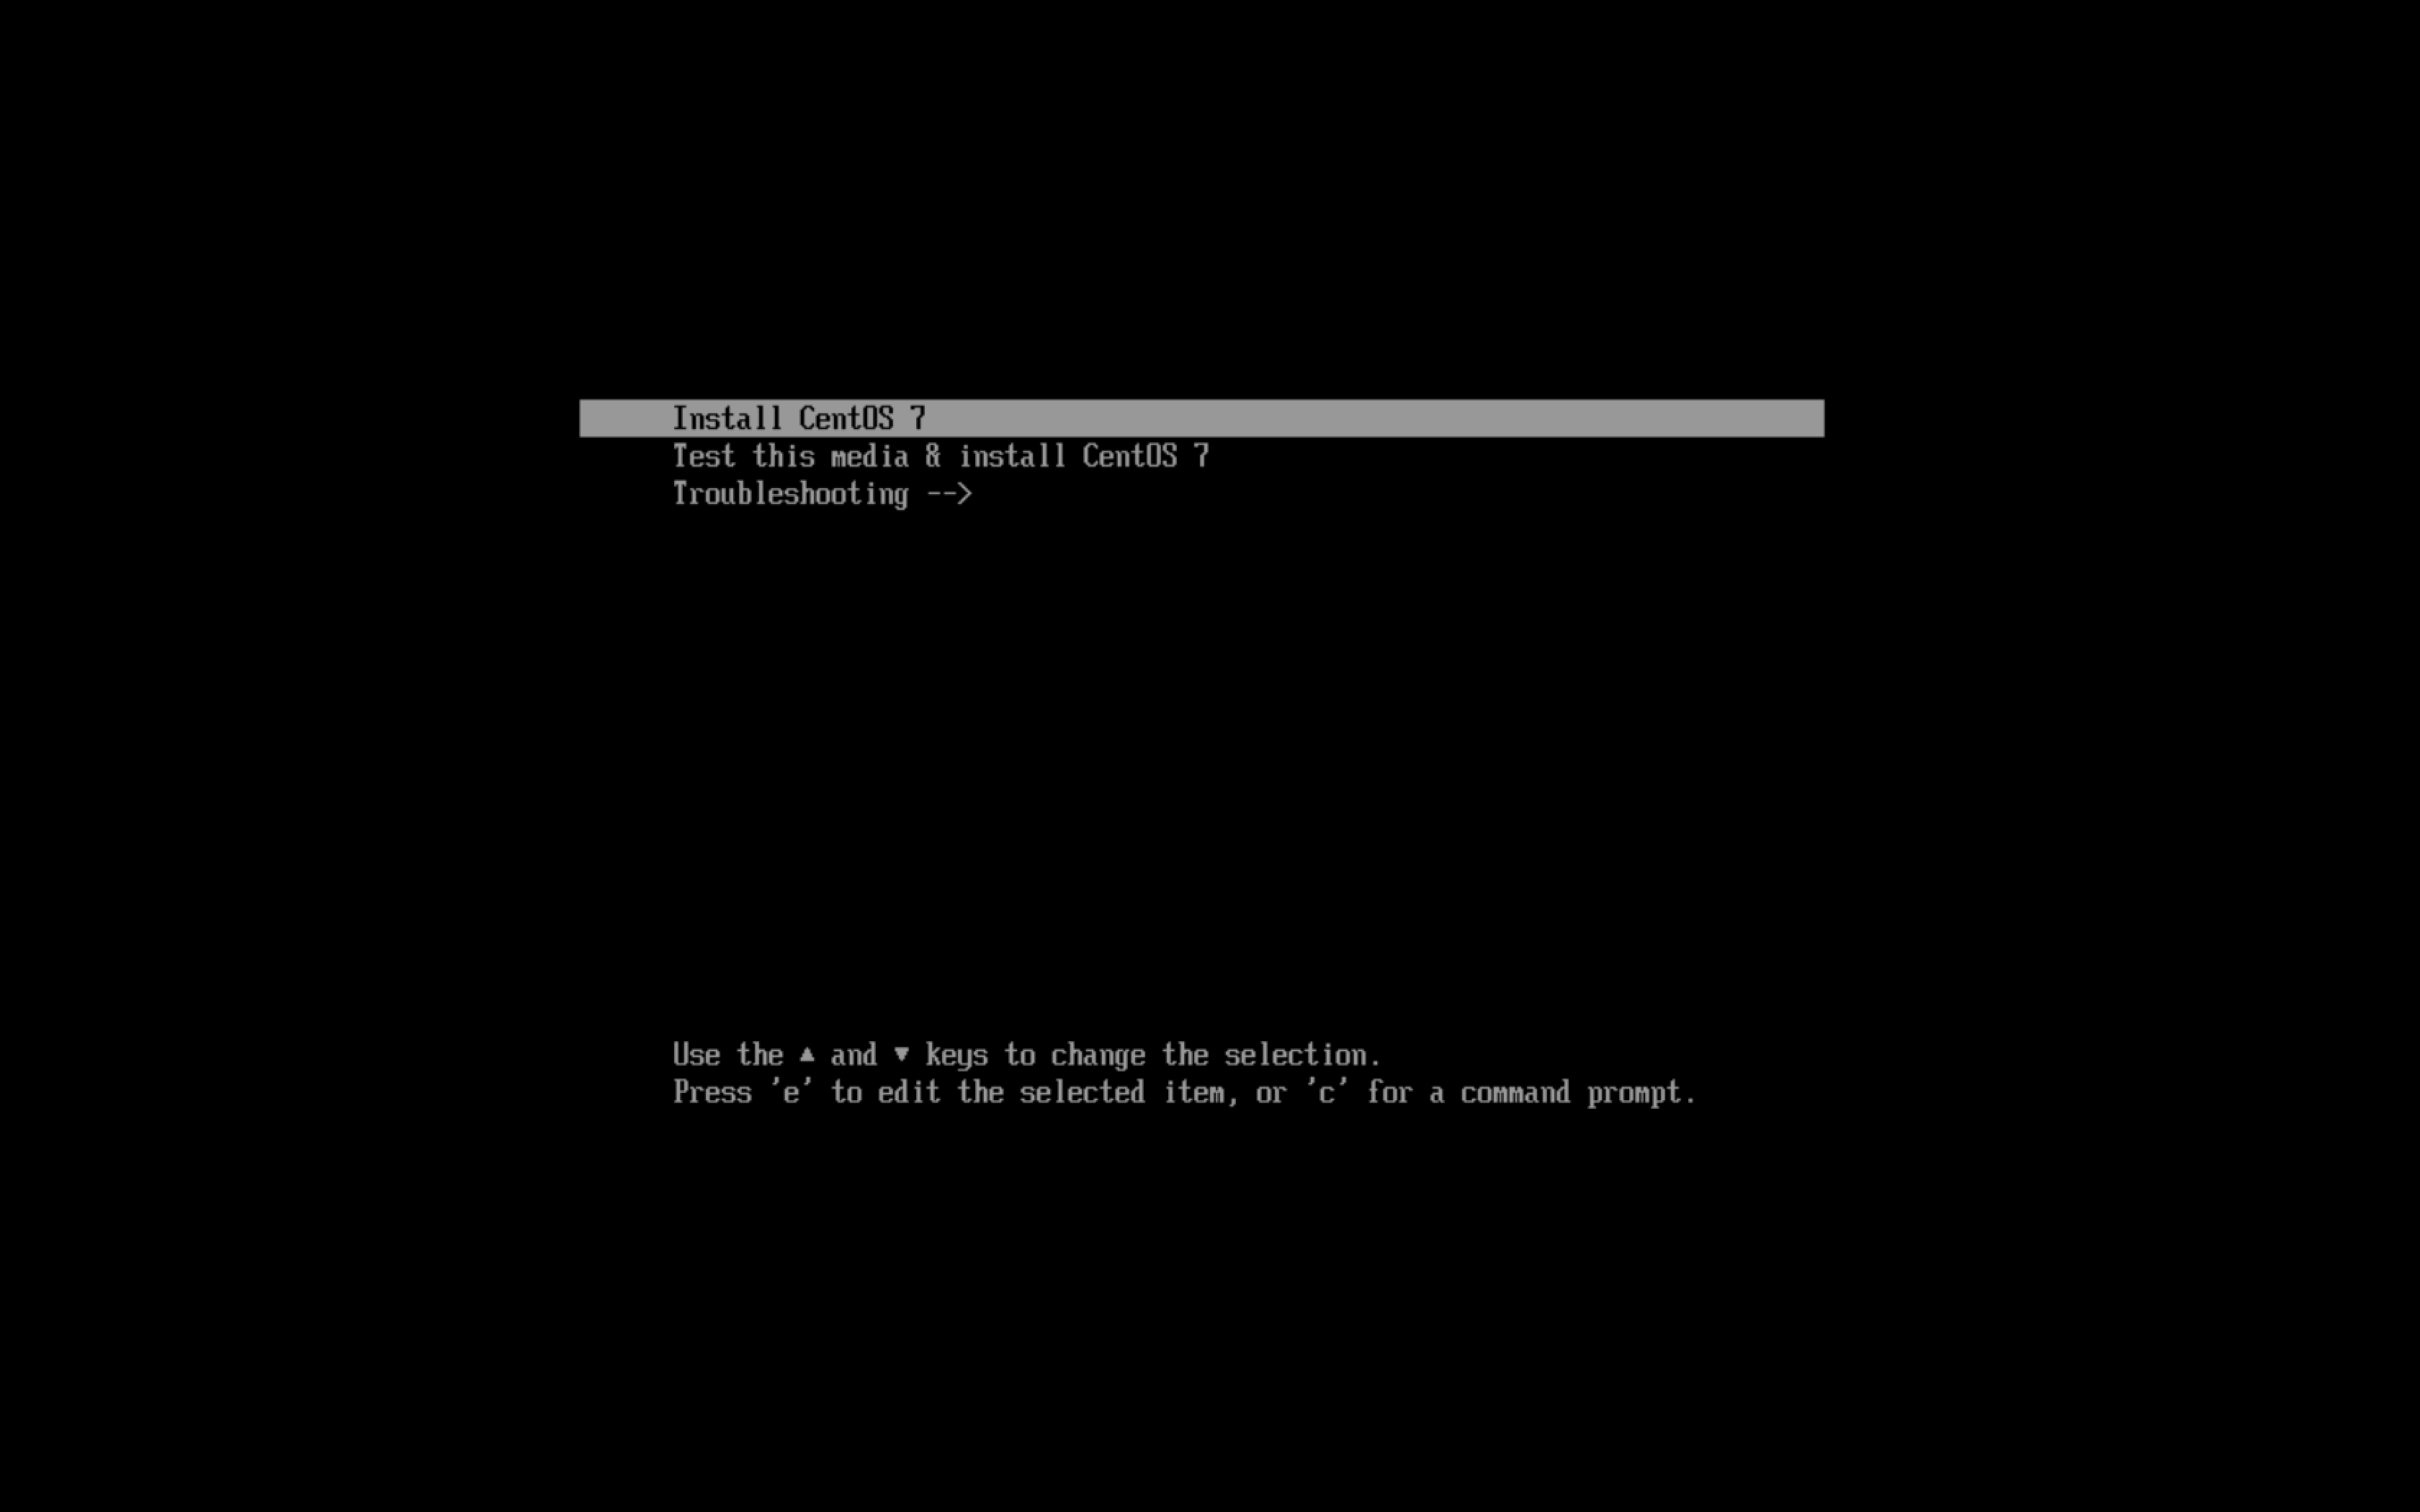 Install CentOS 7
Test this media & install CentOS 7
Troubleshooting -->
Use the ▲ and ▼ keys to change the selection.
Press 'e' to edit the selected item, or 'c' for a command prompt.